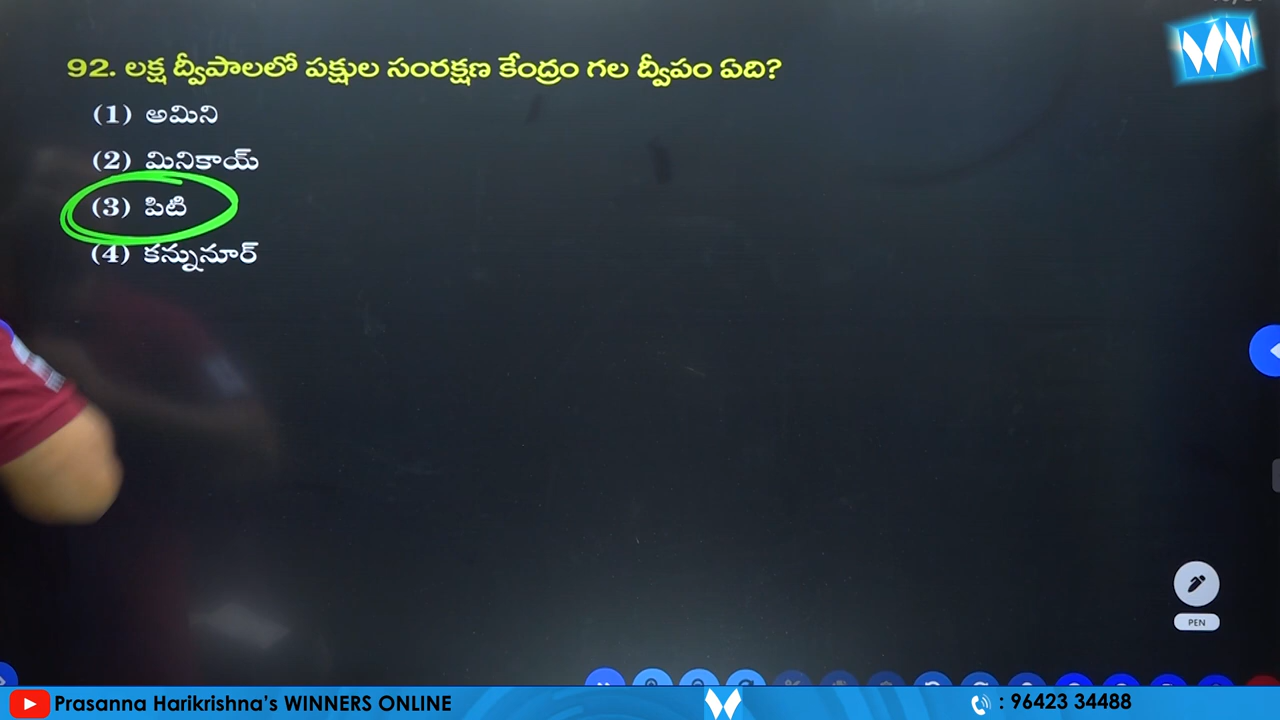 92. లక్ష ద్వీపాలలో పక్షుల సంరక్షణ కేంద్రం గల ద్వీపం ఏది?
(1) అమిని
(2) మినికాయ్
(3) పిటి
(4) కన్నునూర్
PEN
Prasanna Harikrishna's WINNERS ONLINE
: 96423 34488